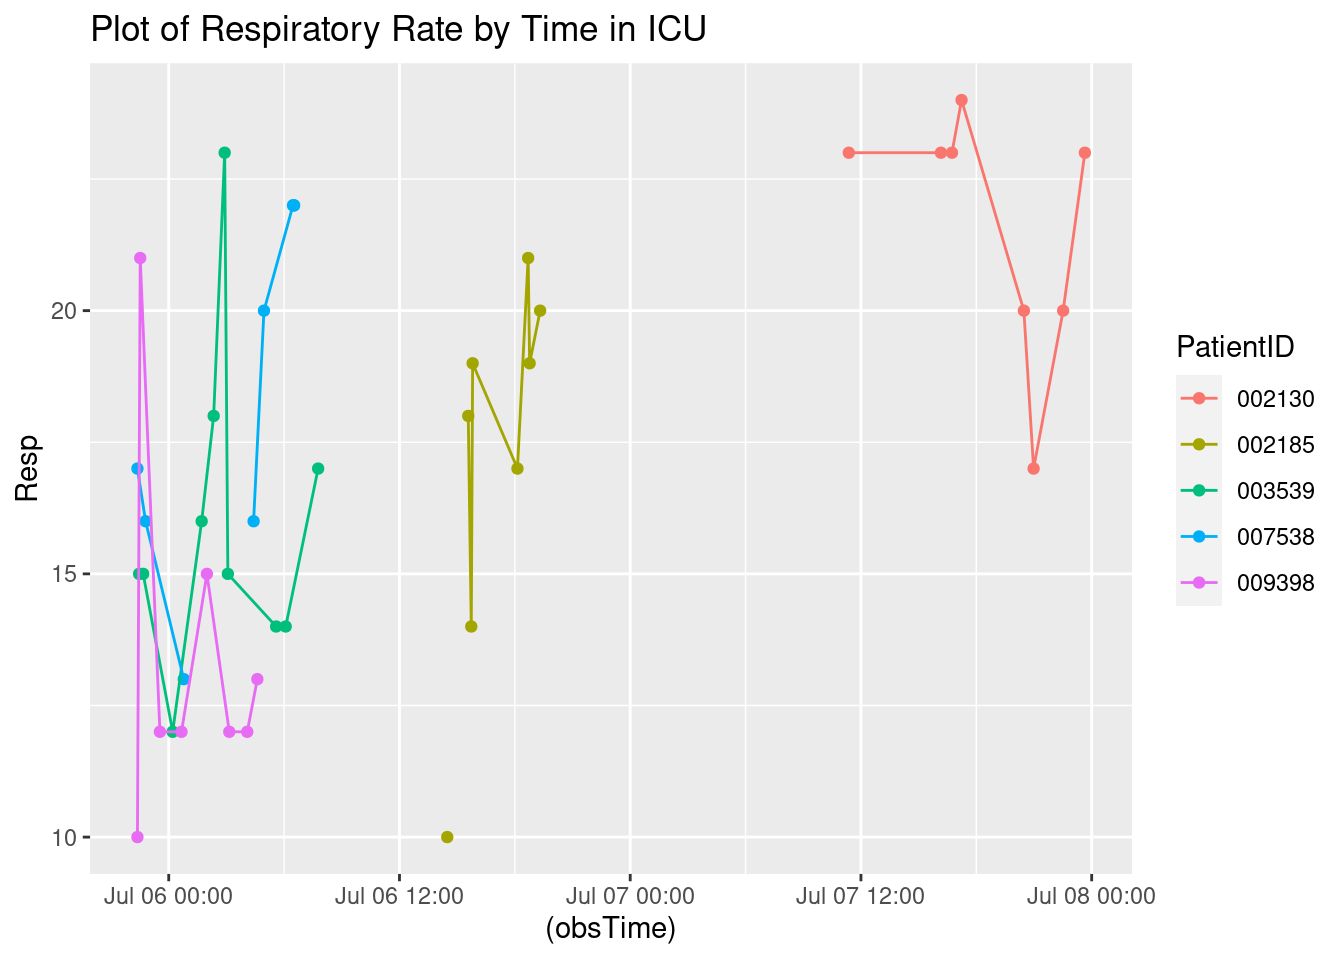 Plot of Respiratory Rate by Time in ICU
Resp
20
15
10
Jul 06 00:00 Jul 06 12:00 Jul 07 00:00 Jul 07 12:00 Jul 08 00:00
(obsTime)
PatientID
002130
002185
003539
007538
009398